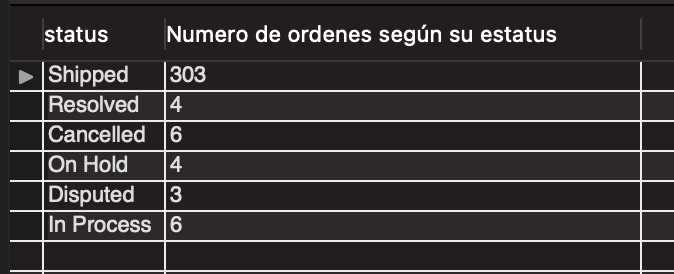 status Numero de ordenes según su estatus
Shipped 303
Resolved 4
Cancelled 6
On Hold 4
Disputed 3
In Process 6